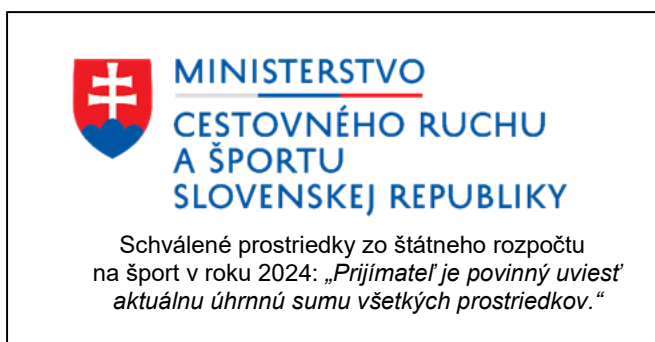 MINISTERSTVO
CESTOVNÉHO RUCHU
A ŠPORTU
SLOVENSKEJ REPUBLIKY
Schválené prostriedky zo štátneho rozpočtu
na šport v roku 2024: „Prijímateľ je povinný uviesť
aktuálnu úhrnnú sumu všetkých prostriedkov.“